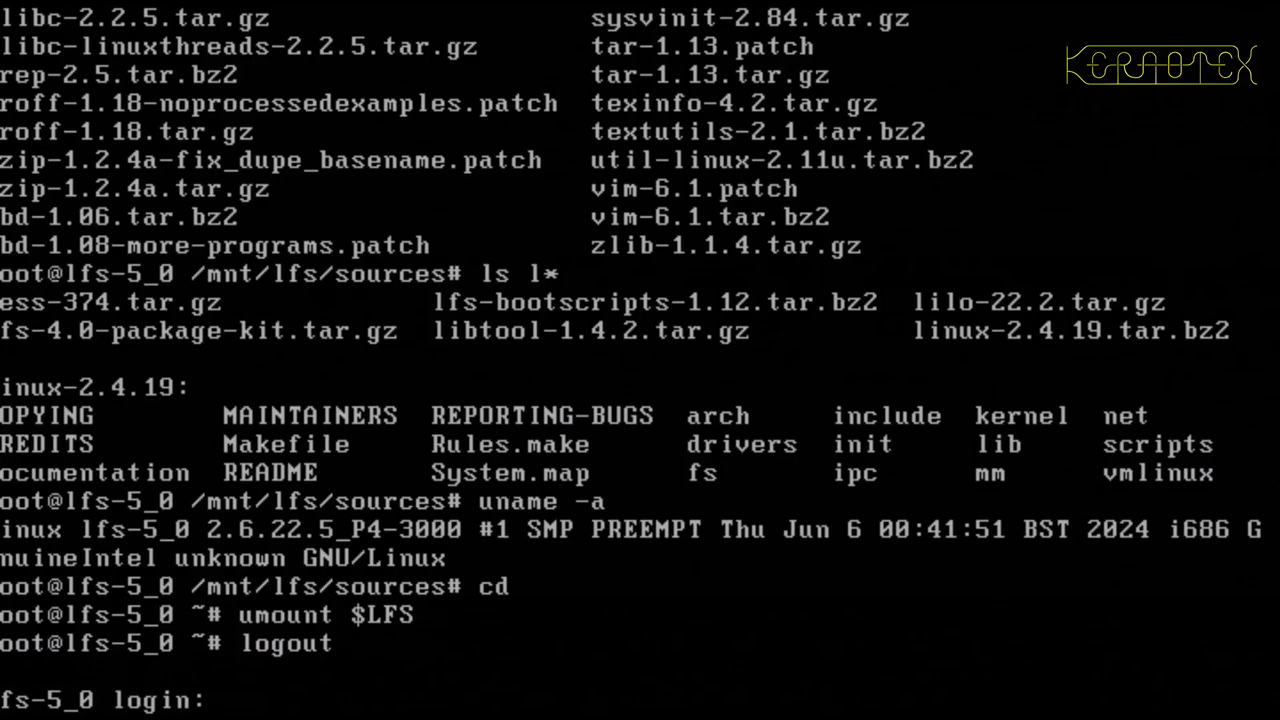 libc-2.2.5.tar.gz sysvinit-2.84.tar.gz
libc-linuxthreads-2.2.5.tar.gz tar-1.13.patch
rep-2.5.tar.bz2 tar-1.13.tar.gz
KERNOTEX
roff-1.18-noprocessedexamples.patch texinfo-4.2.tar.gz
roff-1.18.tar.gz textutils-2.1.tar.bz2
zip-1.2.4a-fix_dupe_basename.patch util-linux-2.11u.tar.bz2
zip-1.2.4a.tar.gz vim-6.1.patch
bd-1.06.tar.bz2 vim-6.1.tar.bz2
bd-1.08-more-programs.patch zlib-1.1.4.tar.gz
oot@lfs-5_0 /mnt/lfs/sources# ls l*
ess-374.tar.gz lfs-bootscripts-1.12.tar.bz2 lilo-22.2.tar.gz
fs-4.0-package-kit.tar.gz libtool-1.4.2.tar.gz linux-2.4.19.tar.bz2
inux-2.4.19:
OPYING MAINTAINERS REPORTING-BUGS arch include kernel net
REDITS Makefile Rules.make drivers init lib scripts
ocumentation README System.map fs ipc mm vmlinux
oot@lfs-5_0 /mnt/lfs/sources# uname -a
inux lfs-5_0 2.6.22.5_P4-3000 #1 SMP PREEMPT Thu Jun 6 00:41:51 BST 2024 i686 G
nuineIntel unknown GNU/Linux
oot@lfs-5_0 /mnt/lfs/sources# cd
oot@lfs-5_0 ~# umount $LFS
oot@lfs-5_0 ~# logout
fs-5_0 login: